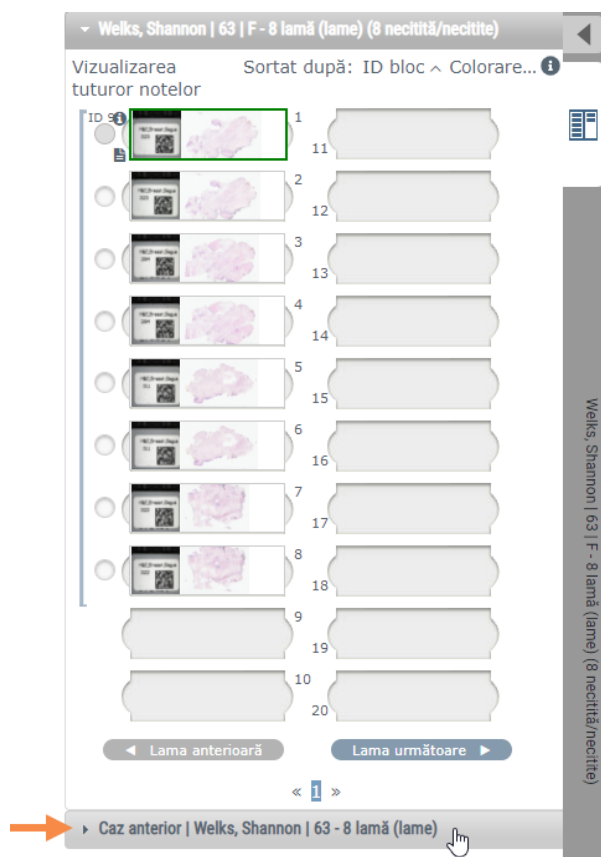 Welks, Shannon | 63 | F - 8 lamă (lame) (8 necitită/necitite)
Vizualizarea tuturor notelor
Sortat după: ID bloc Colorare...
1
11
2
12
3
13
4
14
5
15
6
16
7
17
8
18
9
19
10
20
Lama anterioară
Lama următoare
« 1 »
Caz anterior | Welks, Shannon | 63 - 8 lamă (lame)
Welks, Shannon | 63 | F - 8 lamă (lame) (8 necitită/necitite)